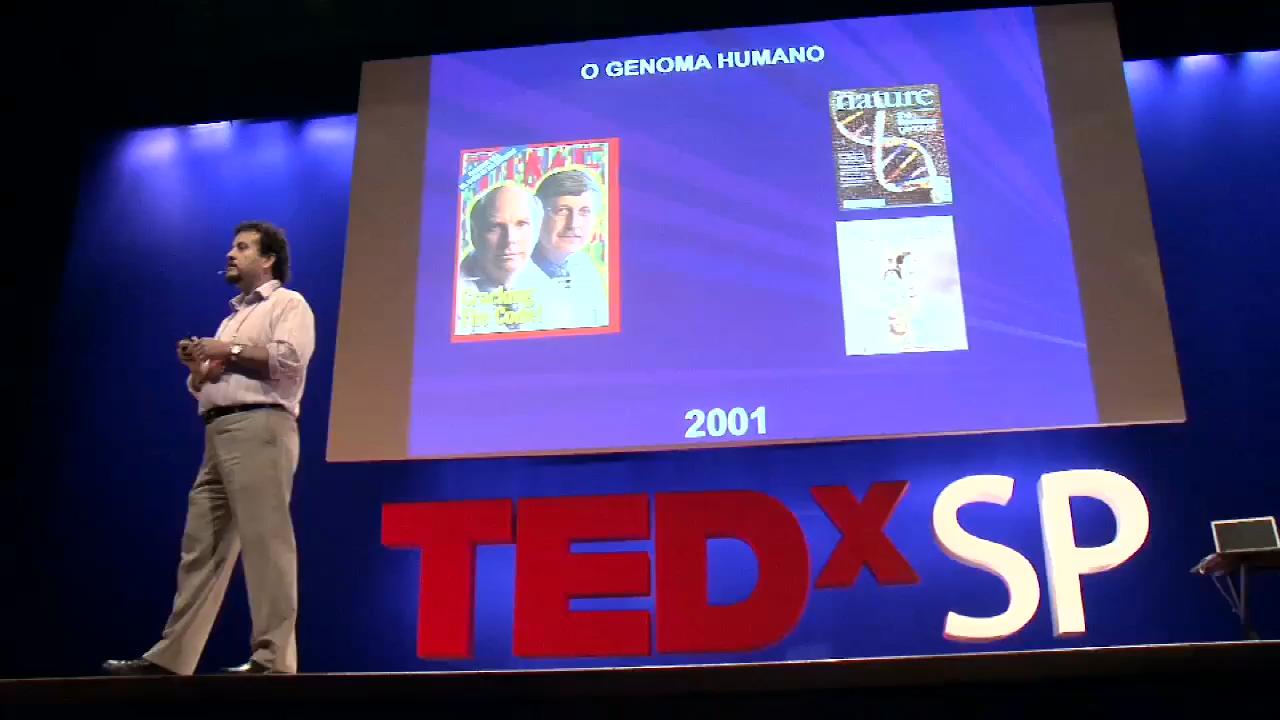 O GENOMA HUMANO
nature
Cracking
The Code!
2001
TEDxSP